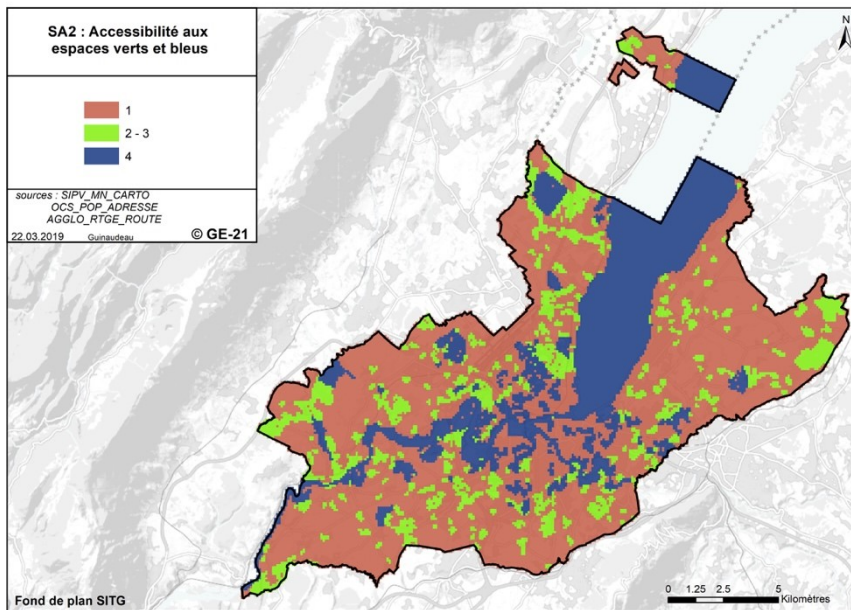 SA2 : Accessibilité aux
espaces verts et bleus
1
2 - 3
4
sources : SIPV_MN_CARTO
OCS_POP_ADRESSE
AGGLO_RTGE_ROUTE
22.03.2019 Guinaudeau © GE-21
N
Fond de plan SITG
0 1.25 2.5 5
Kilomètres